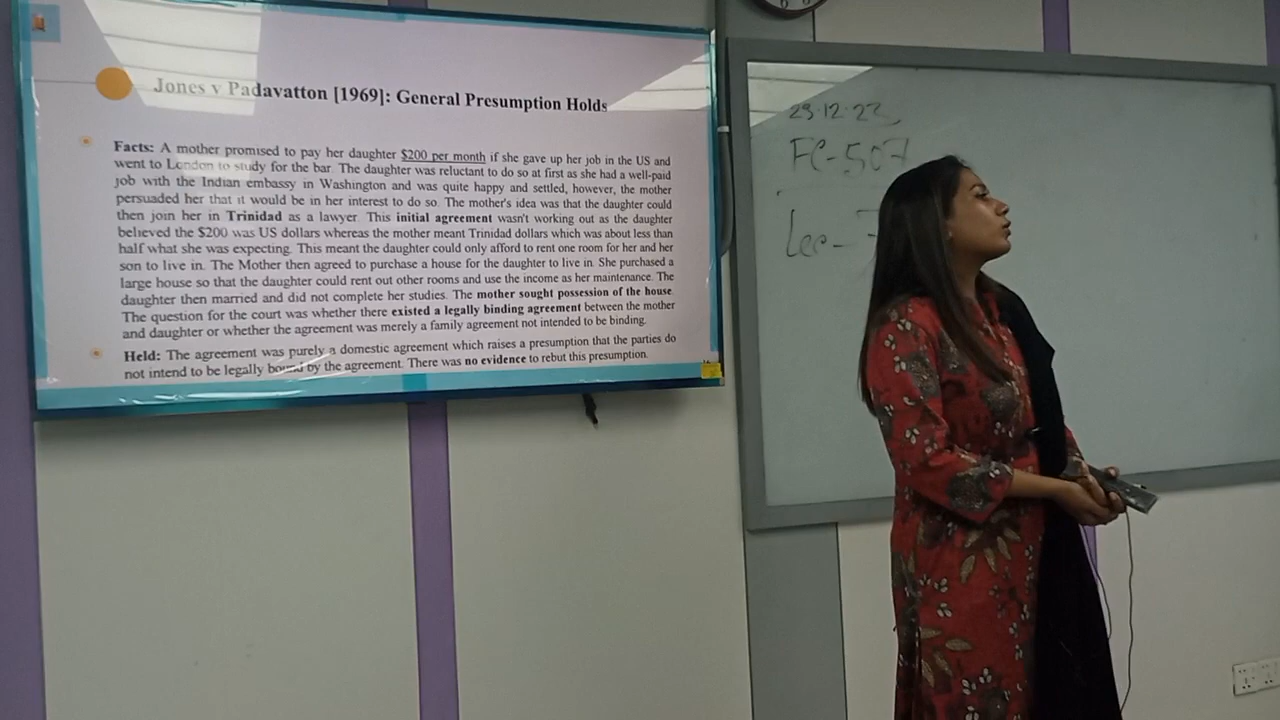 Jones v Padavatton [1969]: General Presumption Holds
Facts: A mother promised to pay her daughter $200 per month if she gave up her job in the US and
went to London to study for the bar. The daughter was reluctant to do so at first as she had a well-paid
job with the Indian embassy in Washington and was quite happy and settled, however, the mother
persuaded her that it would be in her interest to do so. The mother's idea was that the daughter could
then join her in Trinidad as a lawyer. This initial agreement wasn't working out as the daughter
believed the $200 was US dollars whereas the mother meant Trinidad dollars which was about less than
half what she was expecting. This meant the daughter could only afford to rent one room for her and her
son to live in. The Mother then agreed to purchase a house for the daughter to live in. She purchased a
large house so that the daughter could rent out other rooms and use the income as her maintenance. The
daughter then married and did not complete her studies. The mother sought possession of the house.
The question for the court was whether there existed a legally binding agreement between the mother
and daughter or whether the agreement was merely a family agreement not intended to be binding.
Held: The agreement was purely a domestic agreement which raises a presumption that the parties do
not intend to be legally bound by the agreement. There was no evidence to rebut this presumption.
FC-507
Lec-